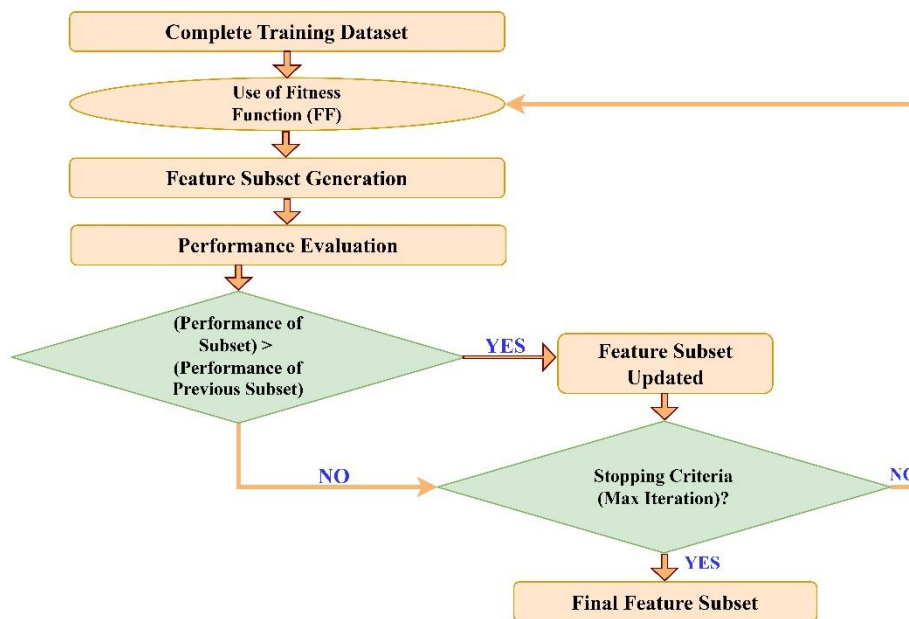 Complete Training Dataset
Use of Fitness
Function (FF)
Feature Subset Generation
Performance Evaluation
(Performance of
Subset) >
(Performance of
Previous Subset)
YES
Feature Subset
Updated
NO
Stopping Criteria
(Max Iteration)?
NO
YES
Final Feature Subset